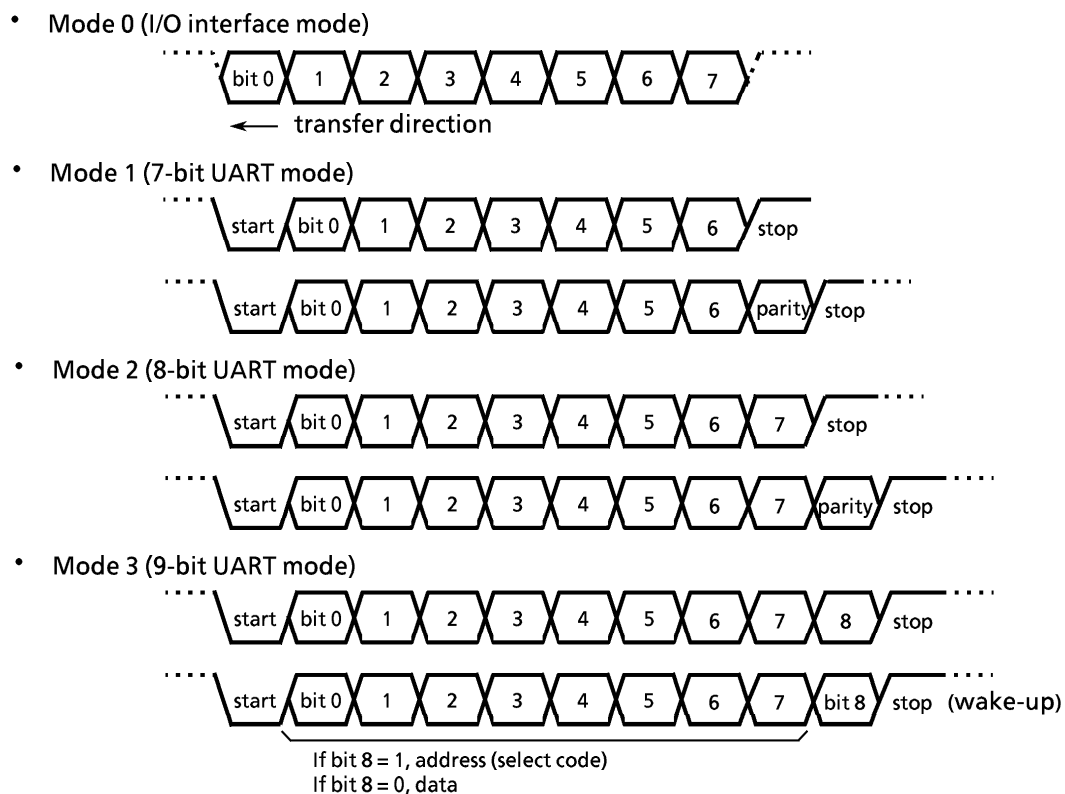 • Mode 0 (I/O interface mode)
bit 0 1 2 3 4 5 6 7
transfer direction
• Mode 1 (7-bit UART mode)
start bit 0 1 2 3 4 5 6 stop
start bit 0 1 2 3 4 5 6 parity stop
• Mode 2 (8-bit UART mode)
start bit 0 1 2 3 4 5 6 7 stop
start bit 0 1 2 3 4 5 6 7 parity stop
• Mode 3 (9-bit UART mode)
start bit 0 1 2 3 4 5 6 7 8 stop
start bit 0 1 2 3 4 5 6 7 bit 8 stop (wake-up)
If bit 8 = 1, address (select code)
If bit 8 = 0, data